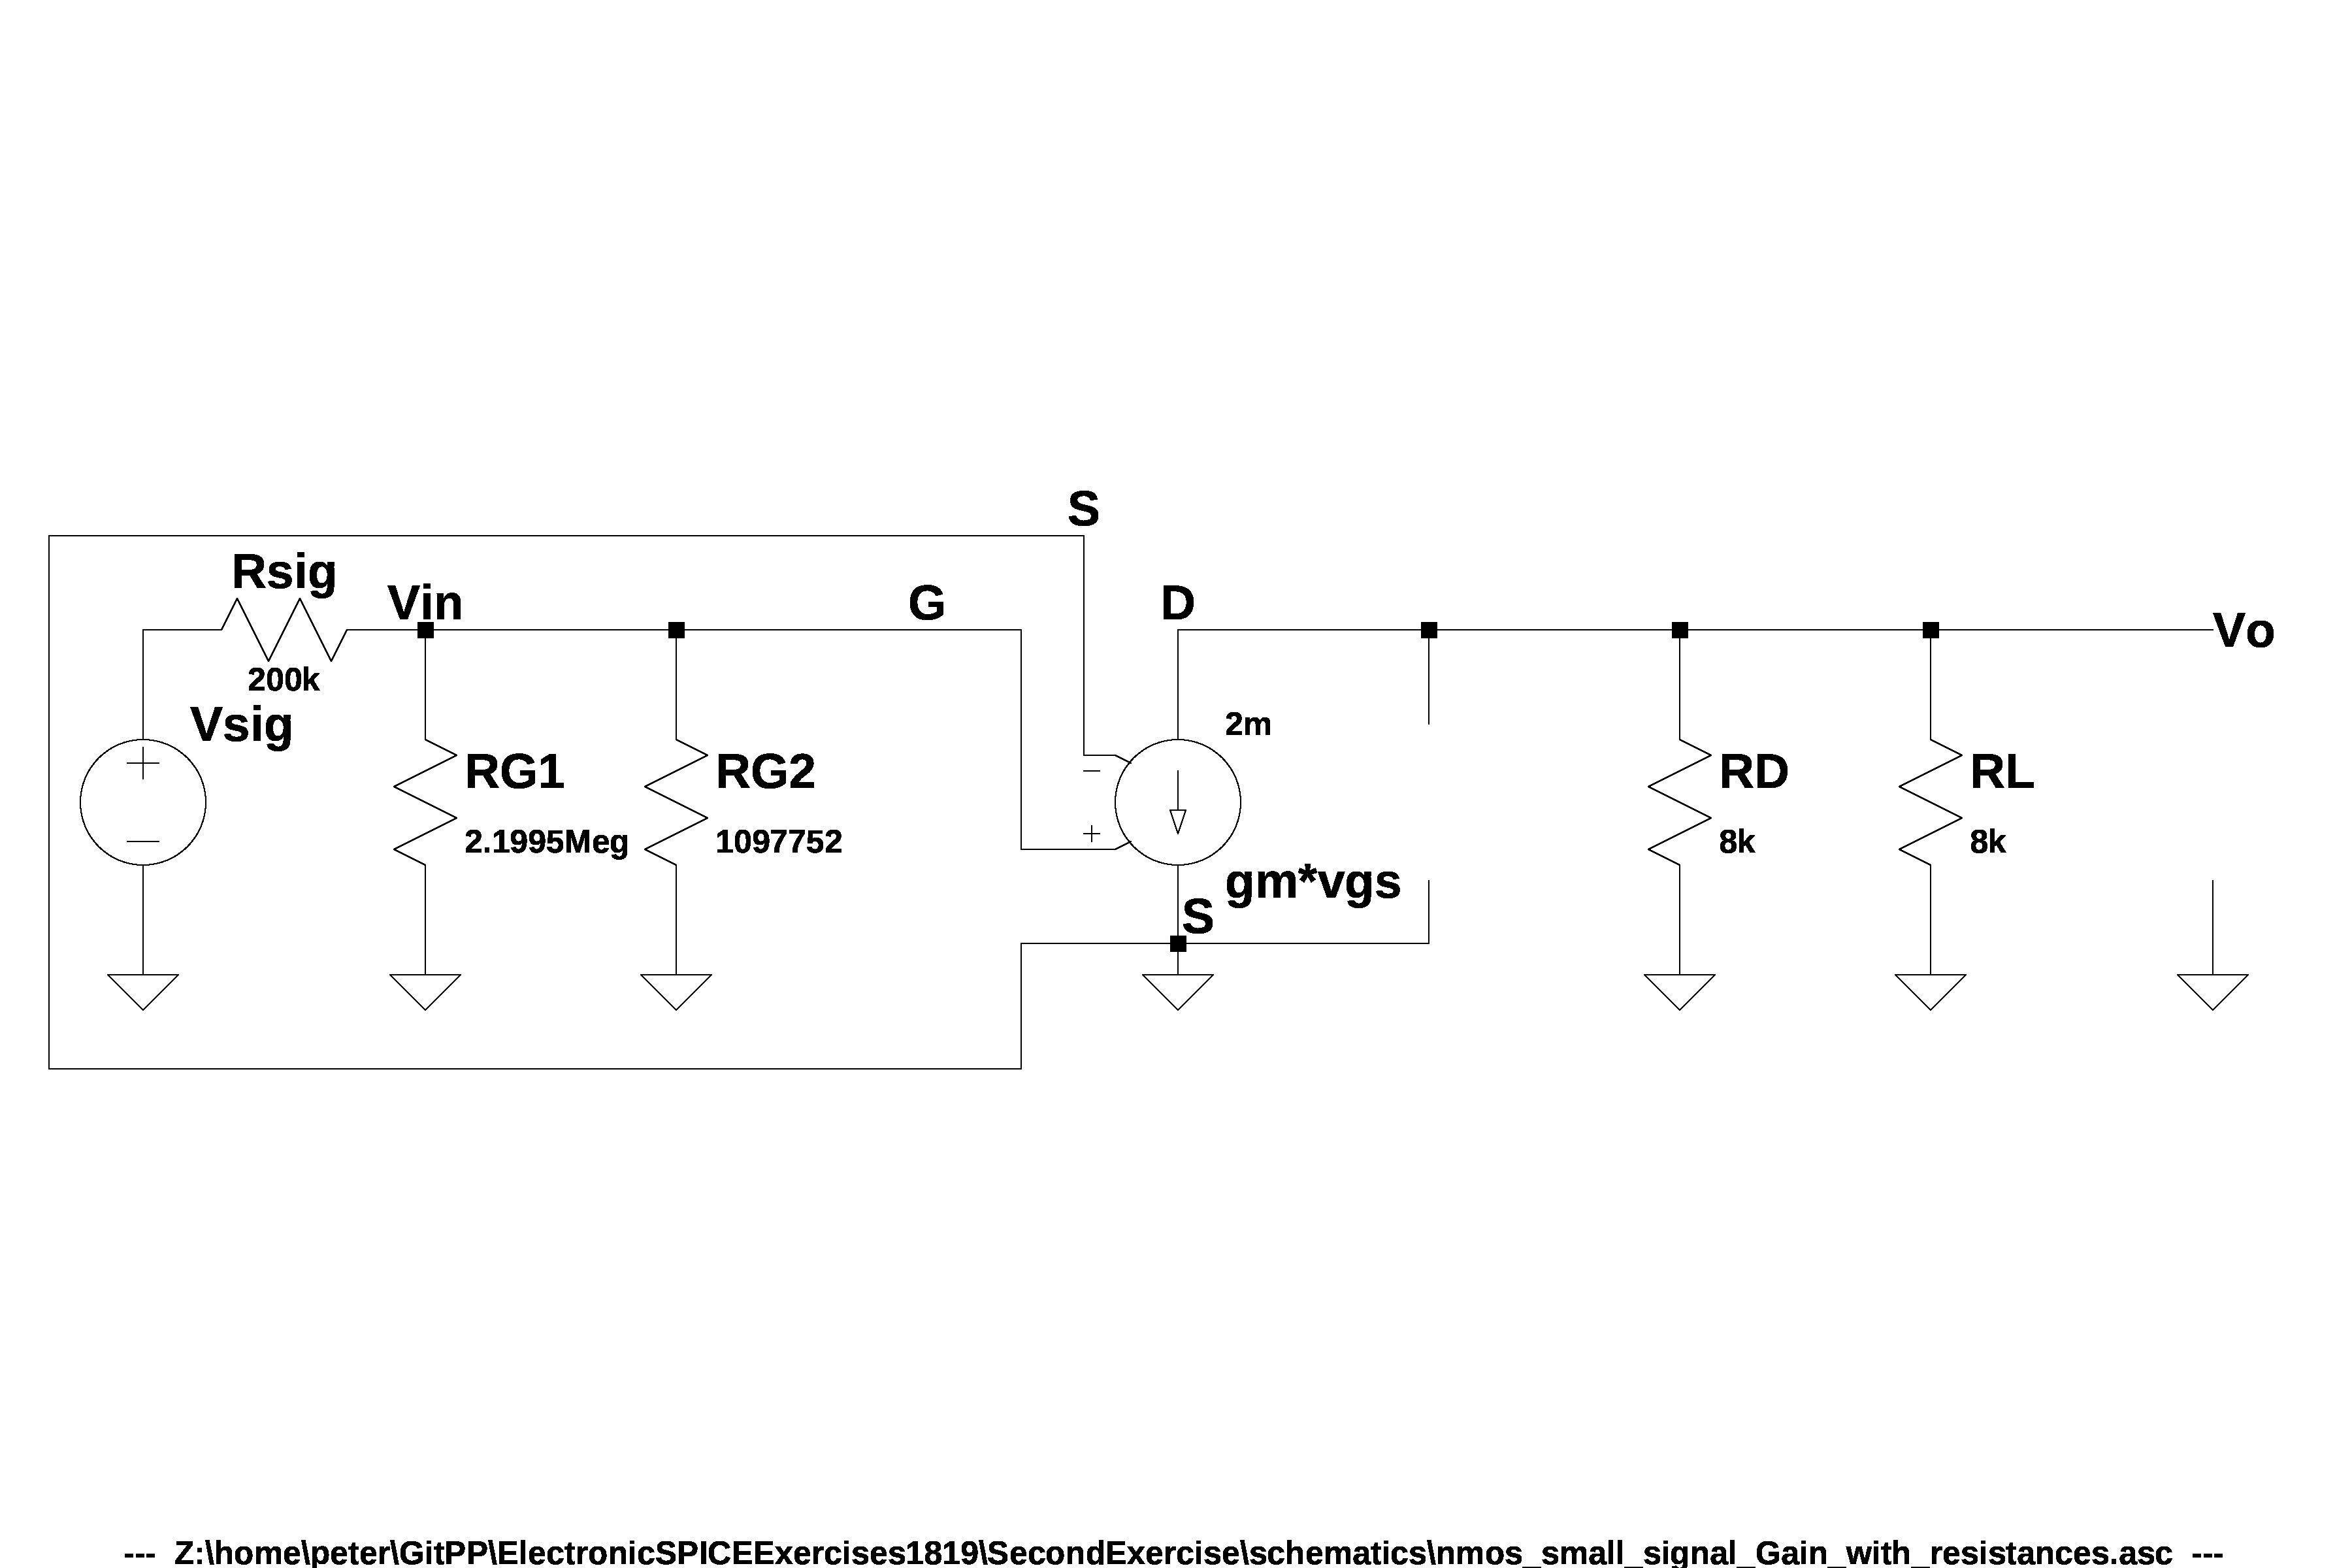 S
Rsig
Vin
G
D
Vo
200k
Vsig
2m
RG1
RG2
RD
RL
2.1995Meg
1097752
8k
8k
gm*vgs
S
--- Z:\home\peter\GitPP\ElectronicSPICEExercises1819\SecondExercise\schematics\nmos_small_signal_Gain_with_resistances.asc ---